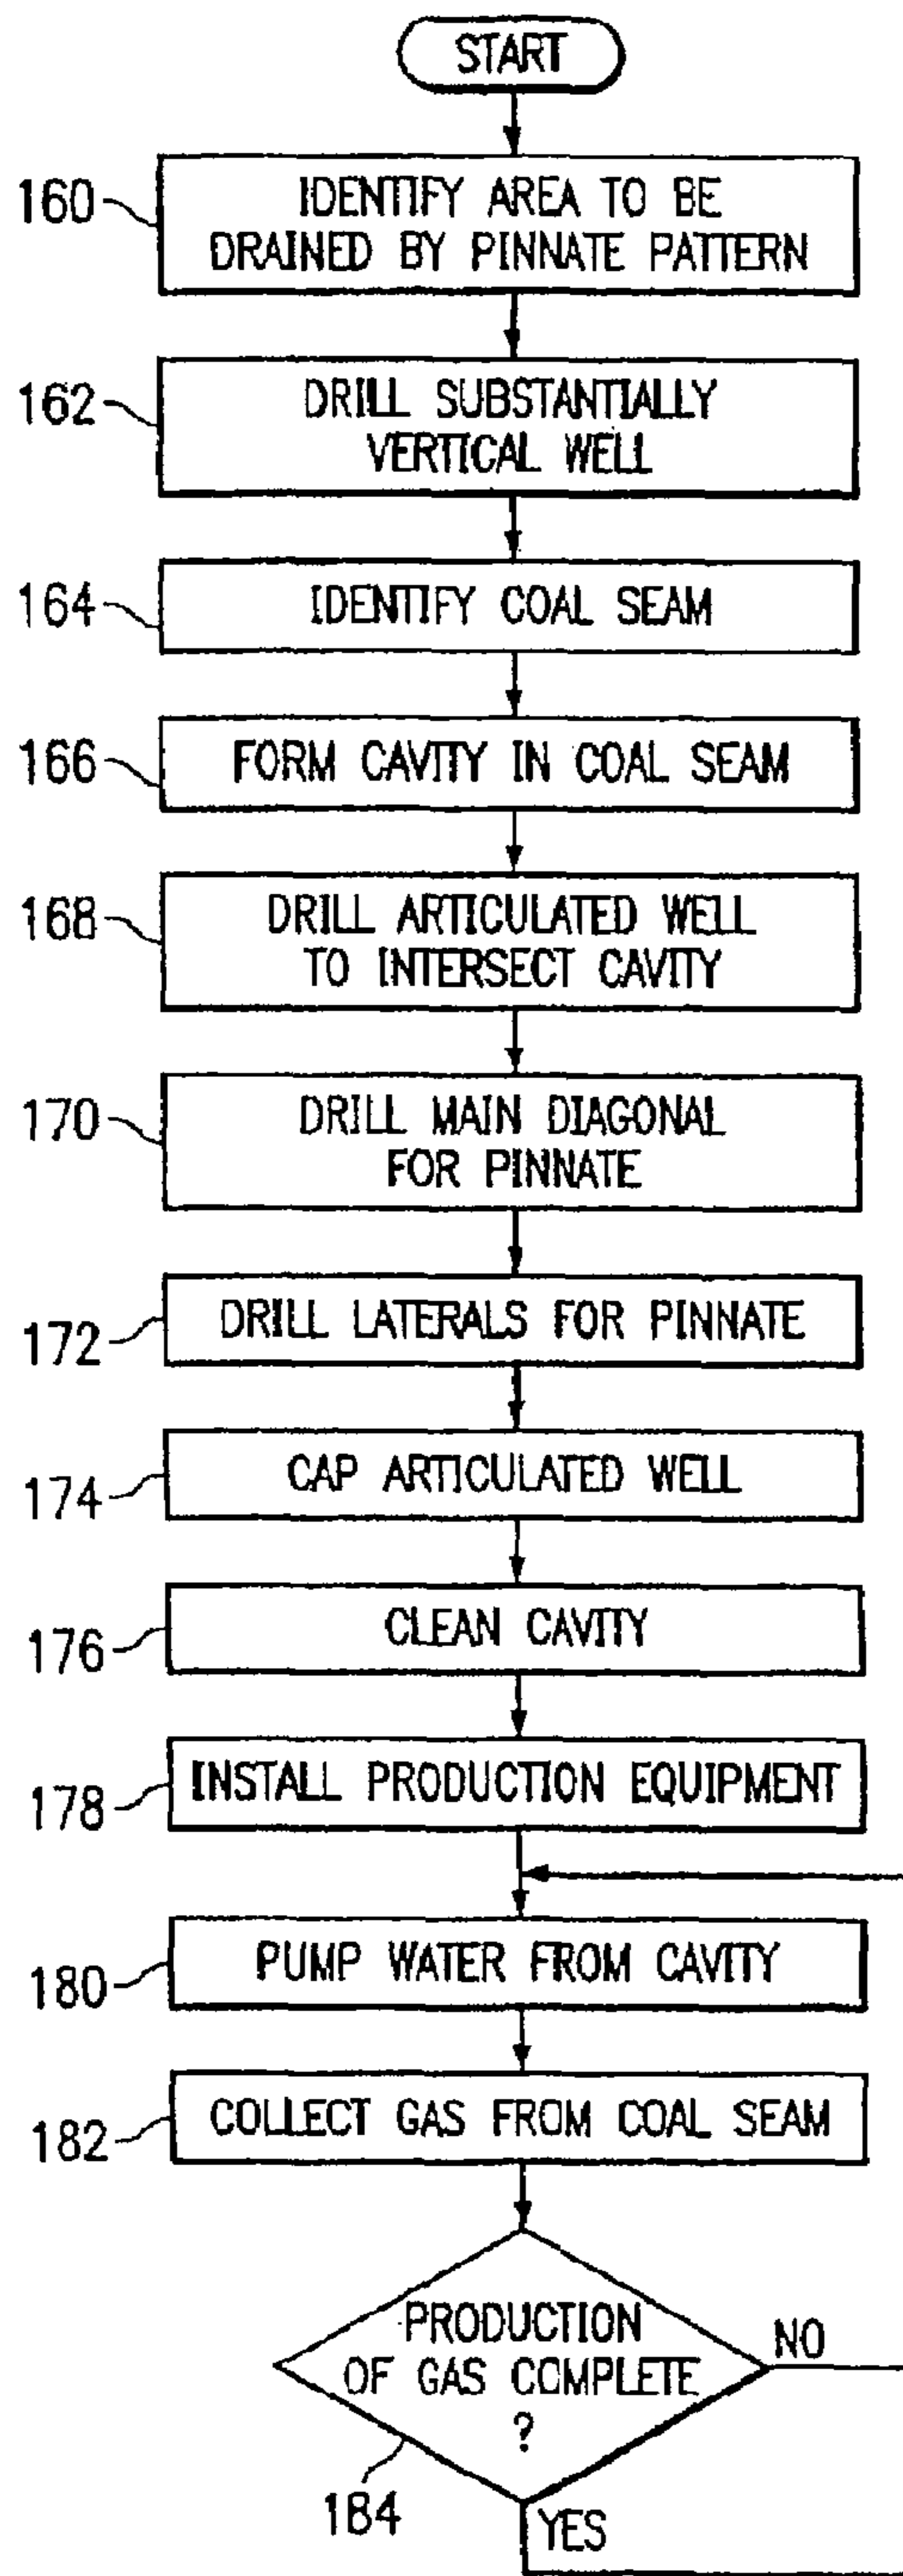 START
160
IDENTIFY AREA TO BE
DRAINED BY PINNATE PATTERN
162
DRILL SUBSTANTIALLY
VERTICAL WELL
164
IDENTIFY COAL SEAM
166
FORM CAVITY IN COAL SEAM
168
DRILL ARTICULATED WELL
TO INTERSECT CAVITY
170
DRILL MAIN DIAGONAL
FOR PINNATE
172
DRILL LATERALS FOR PINNATE
174
CAP ARTICULATED WELL
176
CLEAN CAVITY
178
INSTALL PRODUCTION EQUIPMENT
180
PUMP WATER FROM CAVITY
182
COLLECT GAS FROM COAL SEAM
PRODUCTION
OF GAS COMPLETE
?
NO
184
YES